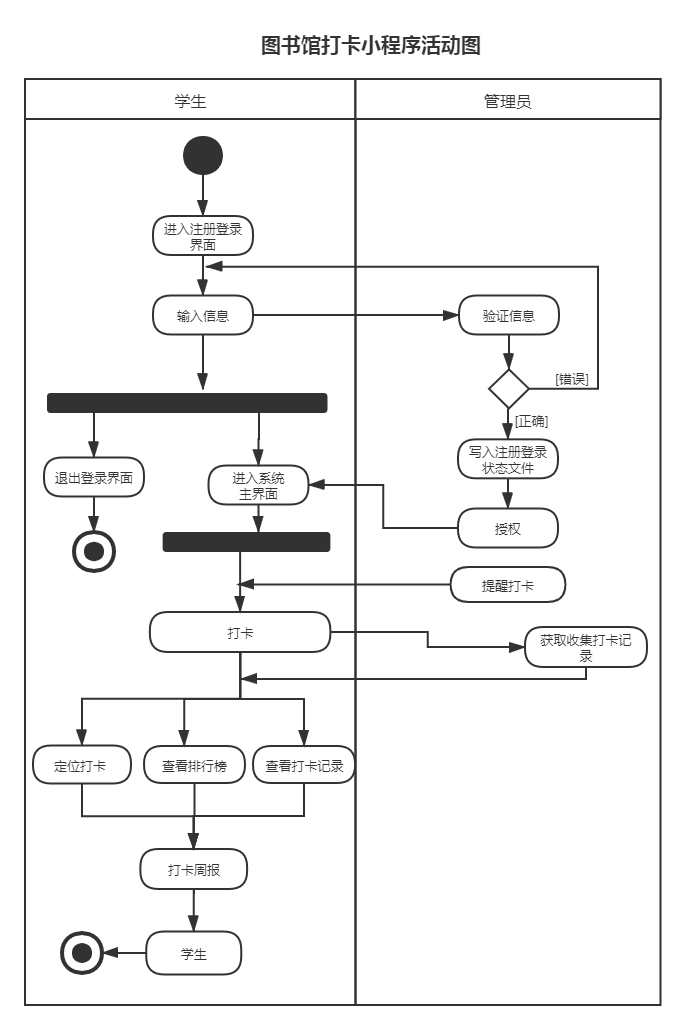 图书馆打卡小程序活动图
学生
管理员
进入注册登录
界面
输入信息
验证信息
[错误]
[正确]
写入注册登录
状态文件
退出登录界面
进入系统
主界面
授权
提醒打卡
打卡
获取收集打卡记
录
定位打卡
查看排行榜
查看打卡记录
打卡周报
学生